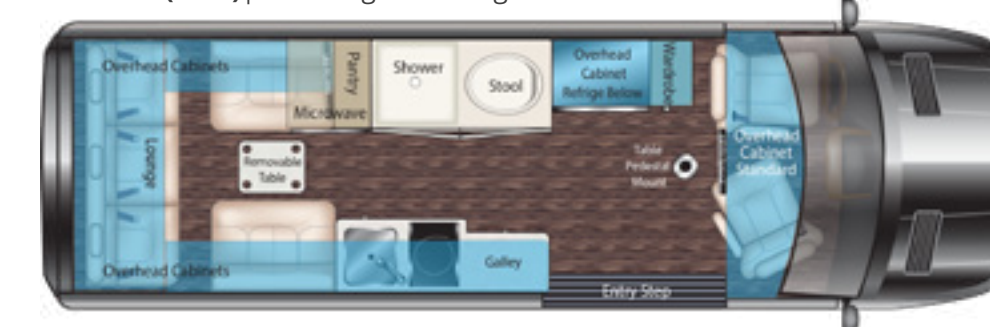 Overhead Cabinets
Pantry
Microwave
Shower
Stool
Overhead
Cabinet
Refrige Below
Wardrobe
Lounge
Removable
Table
Table
Pedestal
Mount
Overhead
Cabinet
Standard
Overhead Cabinets
Galley
Entry Step